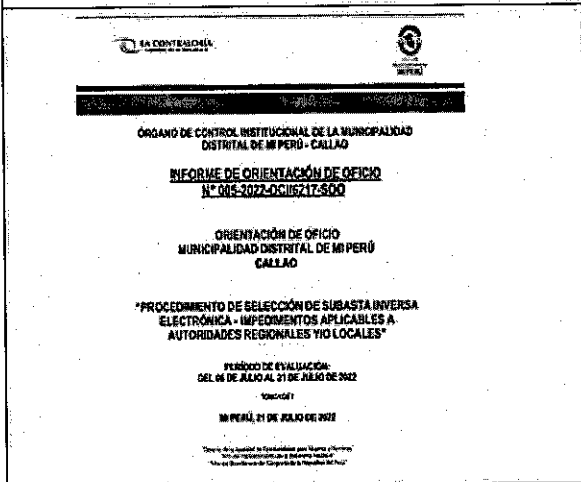 LA CONTRALORÍA
MI PERÚ
ÓRGANO DE CONTROL INSTITUCIONAL DE LA MUNICIPALIDAD
DISTRITAL DE MI PERÚ - CALLAO
INFORME DE ORIENTACIÓN DE OFICIO
N° 005-2022-OCI/6217-SOO
ORIENTACIÓN DE OFICIO
MUNICIPALIDAD DISTRITAL DE MI PERÚ
CALLAO
"PROCEDIMIENTO DE SELECCIÓN DE SUBASTA INVERSA
ELECTRÓNICA - IMPEDIMENTOS APLICABLES A
AUTORIDADES REGIONALES Y/O LOCALES"
PERÍODO DE EVALUACIÓN:
DEL 06 DE JULIO AL 21 DE JULIO DE 2022
MI PERÚ, 21 DE JULIO DE 2022